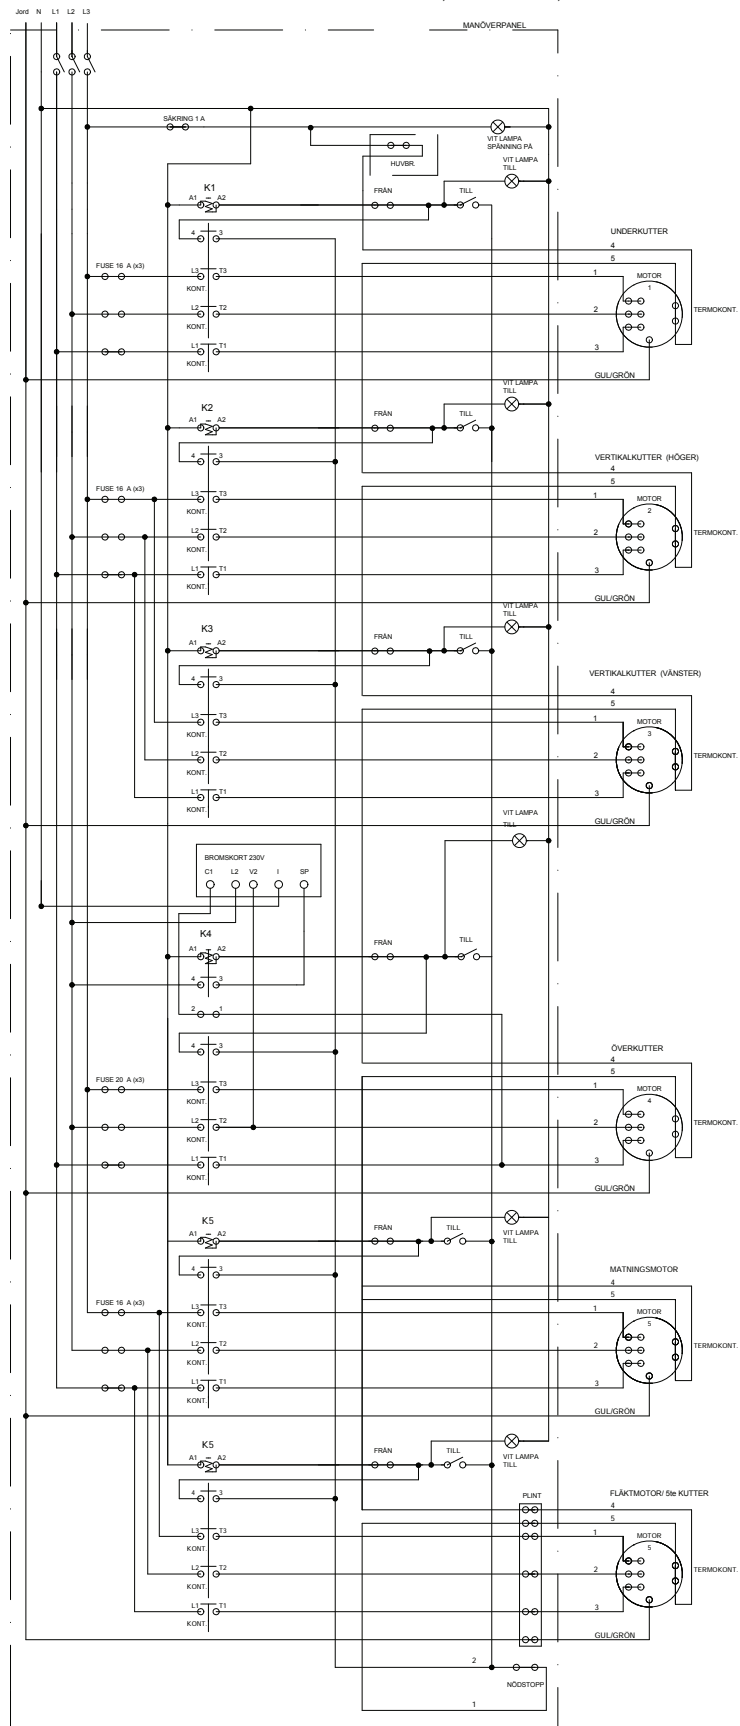 Jord N L1 L2 L3
MANÖVERPANEL
SÄKRING 1 A
VIT LAMPA
SPÄNNING PÅ
HUVBR.
VIT LAMPA
TILL
K1
A1 A2
FRÅN
TILL
4 3
UNDERKUTTER
4
5
FUSE 16 A (x3)
L3 T3
KONT.
1
MOTOR
1
L2 T2
KONT.
2
TERMOKONT.
L1 T1
KONT.
3
GUL/GRÖN
VIT LAMPA
TILL
K2
A1 A2
FRÅN
TILL
4 3
VERTIKALKUTTER (HÖGER)
4
5
FUSE 16 A (x3)
L3 T3
KONT.
1
MOTOR
2
L2 T2
KONT.
2
TERMOKONT.
L1 T1
KONT.
3
GUL/GRÖN
VIT LAMPA
TILL
K3
A1 A2
FRÅN
TILL
4 3
VERTIKALKUTTER (VÄNSTER)
4
5
L3 T3
KONT.
1
MOTOR
3
L2 T2
KONT.
2
TERMOKONT.
L1 T1
KONT.
3
GUL/GRÖN
VIT LAMPA
TILL
BROMSKORT 230V
C1 L2 V2 I SP
K4
A1 A2
FRÅN
TILL
4 3
2 1
4 3
ÖVERKUTTER
4
5
FUSE 20 A (x3)
L3 T3
KONT.
1
MOTOR
4
L2 T2
KONT.
2
TERMOKONT.
L1 T1
KONT.
3
GUL/GRÖN
K5
A1 A2
FRÅN
TILL
VIT LAMPA
TILL
4 3
MATNINGSMOTOR
4
5
FUSE 16 A (x3)
L3 T3
KONT.
1
MOTOR
5
L2 T2
KONT.
2
TERMOKONT.
L1 T1
KONT.
3
GUL/GRÖN
K5
A1 A2
FRÅN
TILL
VIT LAMPA
TILL
4 3
PLINT
FLÄKTMOTOR/ 5te KUTTER
4
5
L3 T3
KONT.
1
MOTOR
5
L2 T2
KONT.
2
TERMOKONT.
L1 T1
KONT.
3
GUL/GRÖN
2
NÖDSTOPP
1